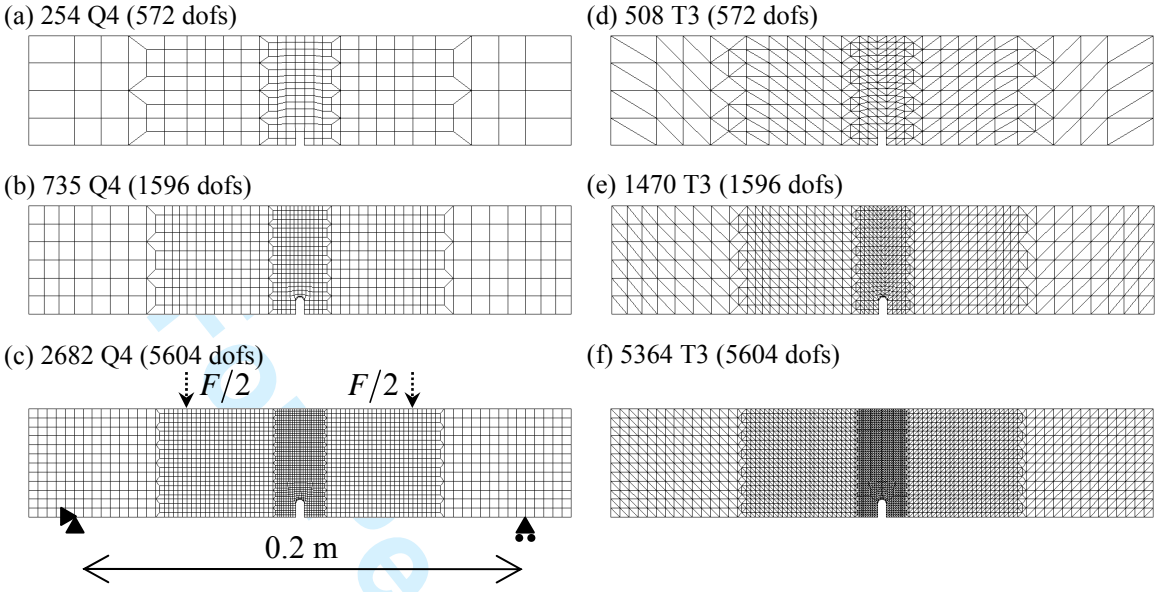 (a) 254 Q4 (572 dofs)
(d) 508 T3 (572 dofs)
(b) 735 Q4 (1596 dofs)
(e) 1470 T3 (1596 dofs)
(c) 2682 Q4 (5604 dofs)
(f) 5364 T3 (5604 dofs)
F/2 F/2
0.2 m